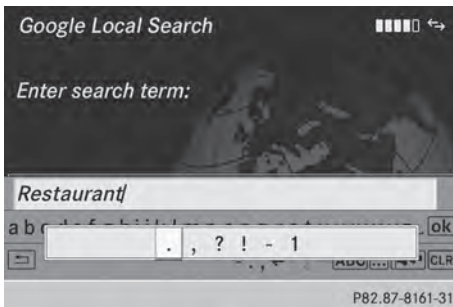 Google Local Search
Enter search term:
Restaurant
ok
. , ? ! - 1
CLR
P82.87-8161-31